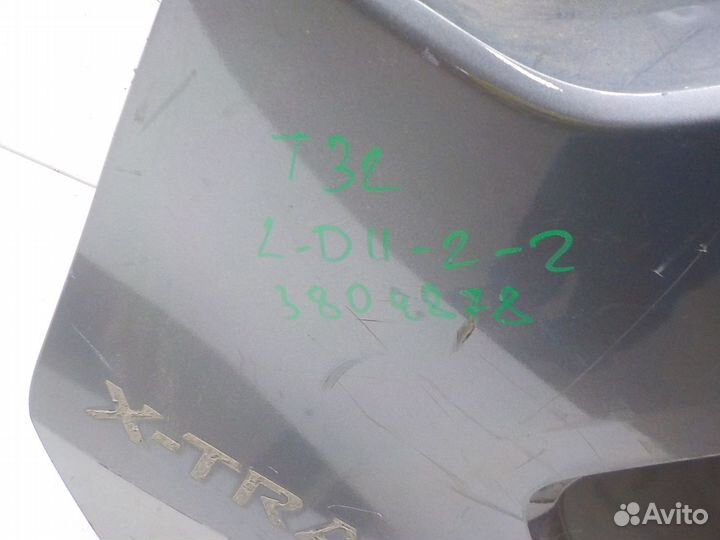 T32
L-D11-2-2
3804278
X-TRA
Avito